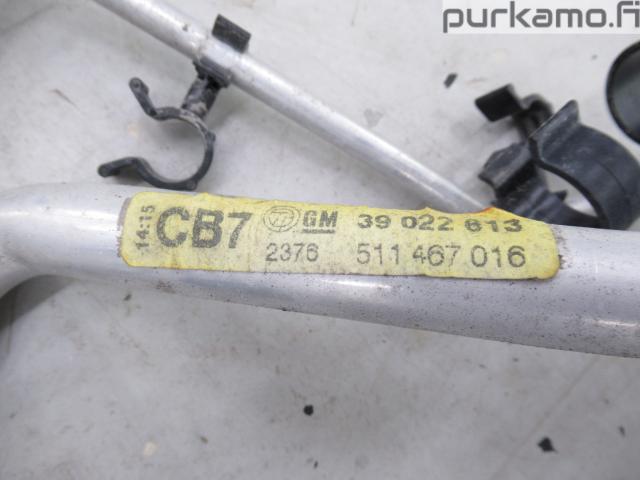 purkamo.fi
14:15
CB7 GM 39 022 613
2376 511 467 016